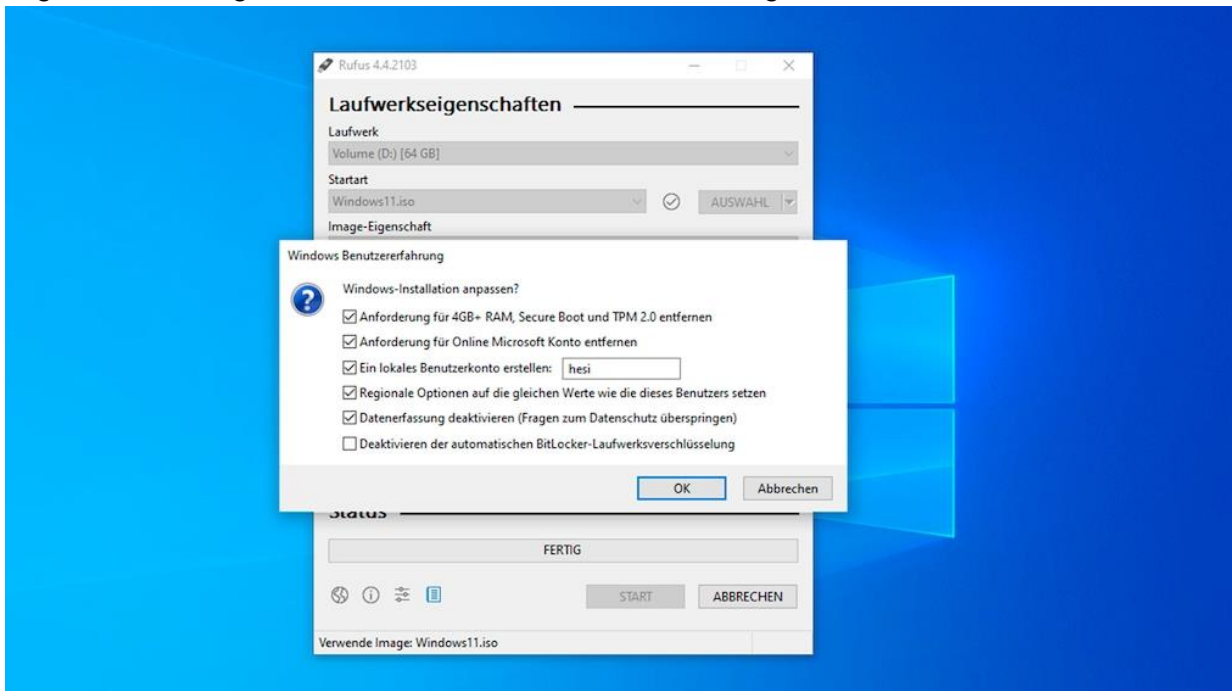 Rufus 4.4.2103
Laufwerkseigenschaften
Laufwerk
Volume (D:) [64 GB]
Startart
Windows11.iso
AUSWAHL
Image-Eigenschaft
Windows Benutzererfahrung
Windows-Installation anpassen?
Anforderung für 4GB+ RAM, Secure Boot und TPM 2.0 entfernen
Anforderung für Online Microsoft Konto entfernen
Ein lokales Benutzerkonto erstellen: hesi
Regionale Optionen auf die gleichen Werte wie die dieses Benutzers setzen
Datenerfassung deaktivieren (Fragen zum Datenschutz überspringen)
Deaktivieren der automatischen BitLocker-Laufwerksverschlüsselung
OK Abbrechen
Status
FERTIG
START ABBRECHEN
Verwende Image: Windows11.iso